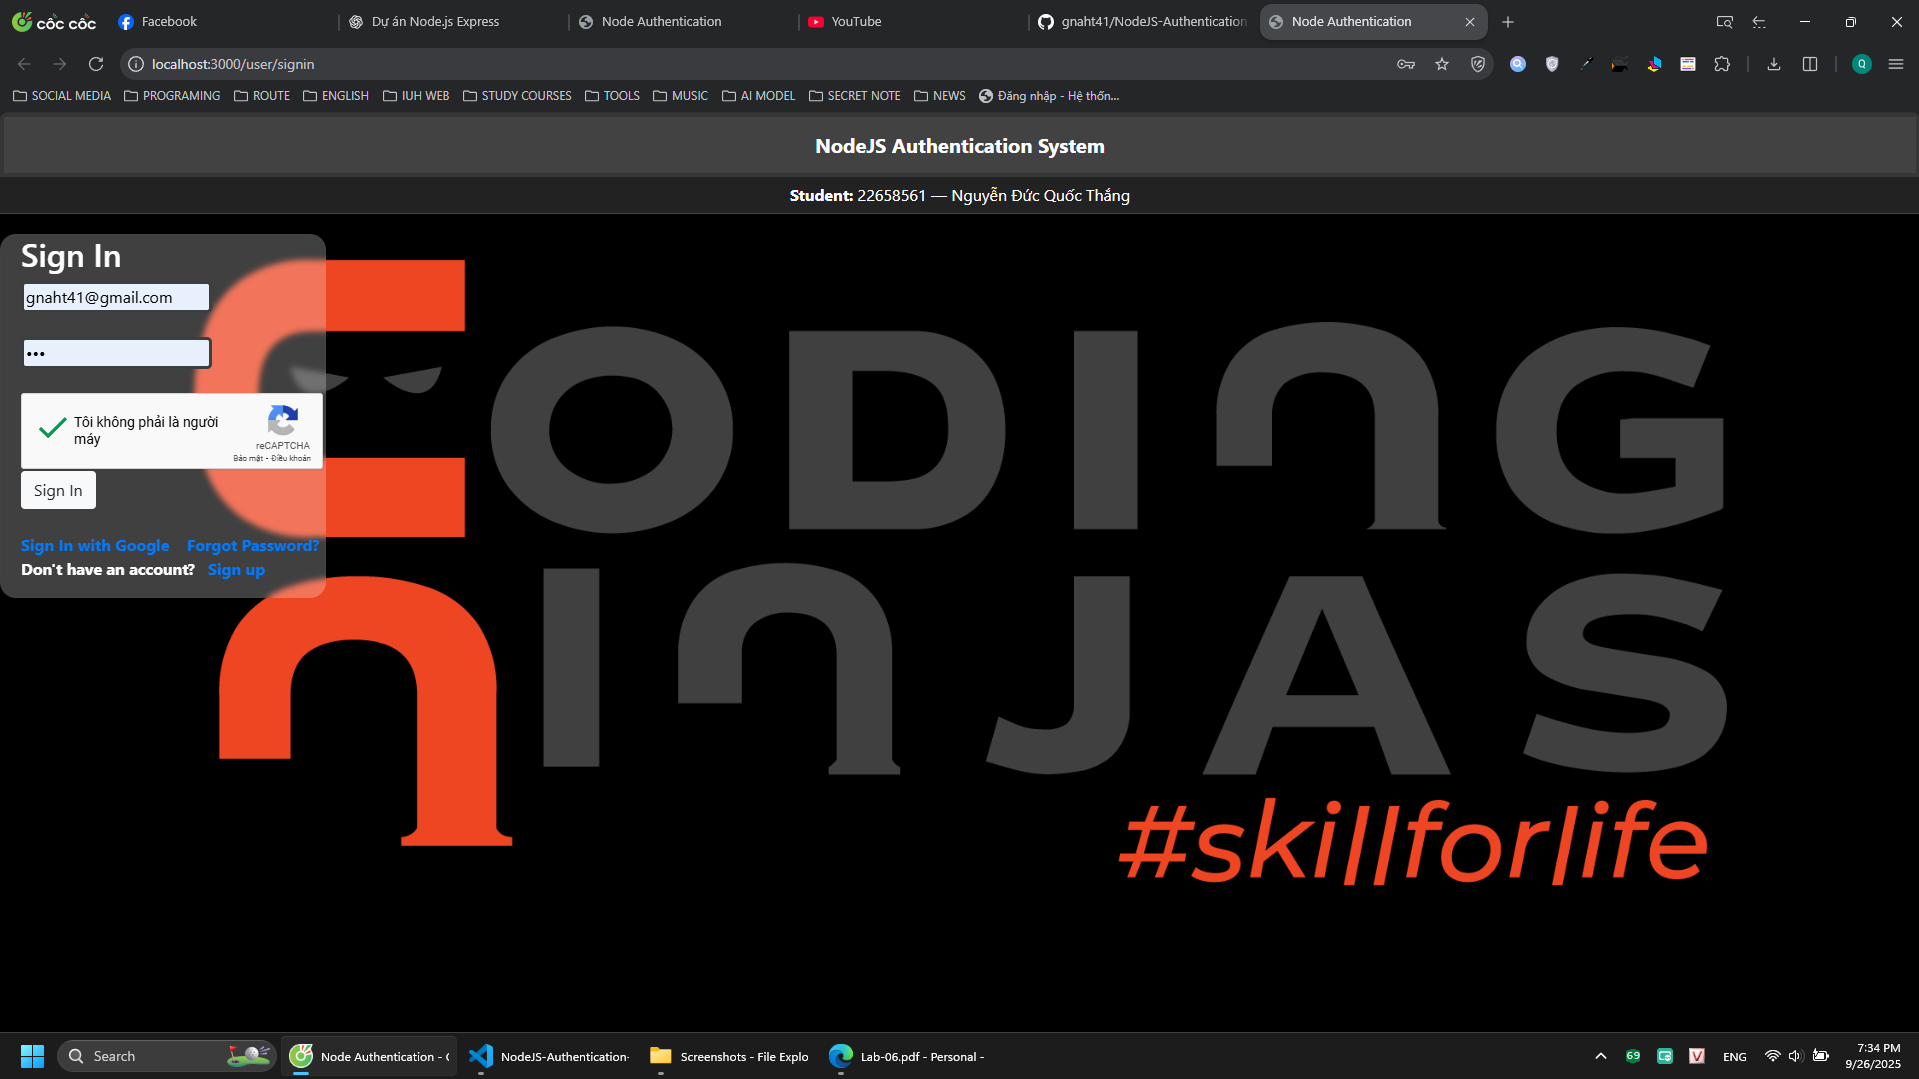 cốc cốc
Facebook
Dự án Node.js Express
Node Authentication
YouTube
gnaht41/NodeJS-Authentication
Node Authentication
localhost:3000/user/signin
Q
SOCIAL MEDIA
PROGRAMING
ROUTE
ENGLISH
IUH WEB
STUDY COURSES
TOOLS
MUSIC
AI MODEL
SECRET NOTE
NEWS
Đăng nhập - Hệ thốn...
NodeJS Authentication System
Student: 22658561 — Nguyễn Đức Quốc Thắng
Sign In
gnaht41@gmail.com
•••
Tôi không phải là người
máy
reCAPTCHA
Bảo mật - Điều khoản
Sign In
Sign In with Google Forgot Password?
Don't have an account? Sign up
CODING
NINJAS
#skillforlife
Search
Node Authentication - C
NodeJS-Authentication-
Screenshots - File Explo
Lab-06.pdf - Personal -
69
V
ENG
7:34 PM
9/26/2025